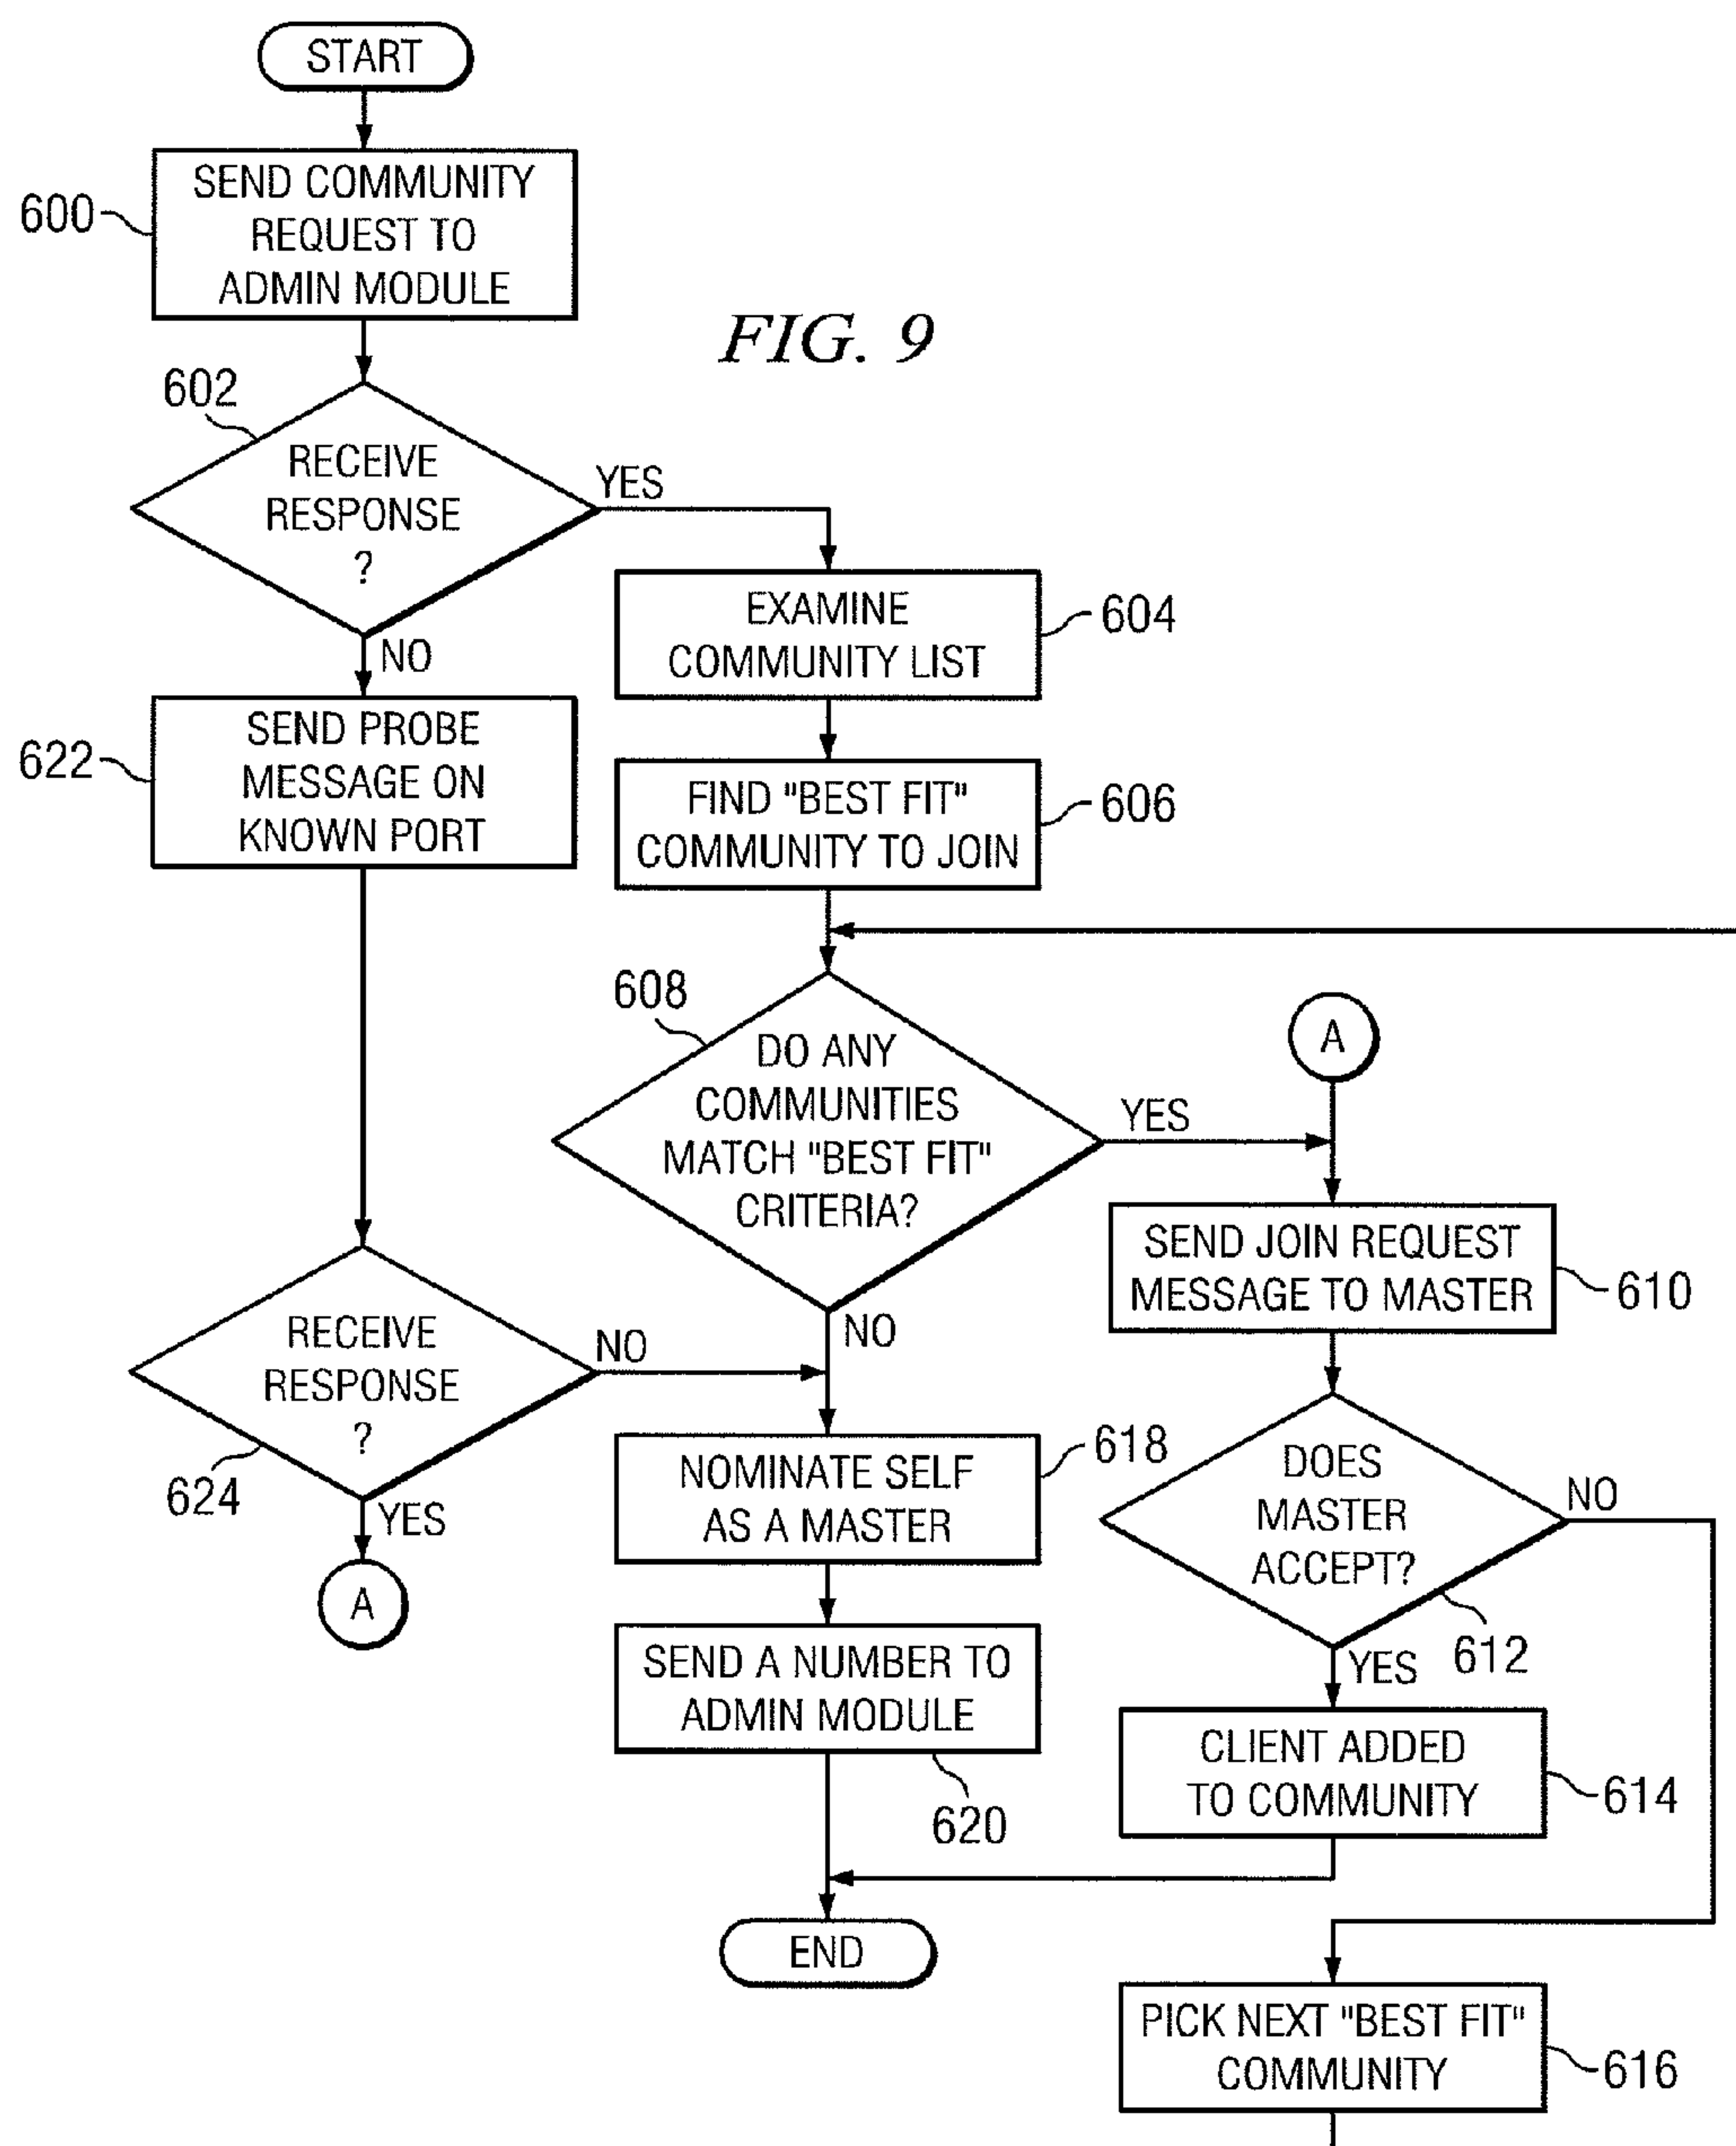 START
SEND COMMUNITY
REQUEST TO
ADMIN MODULE
600
FIG. 9
602
RECEIVE
RESPONSE
?
YES
NO
EXAMINE
COMMUNITY LIST
604
SEND PROBE
MESSAGE ON
KNOWN PORT
622
FIND "BEST FIT"
COMMUNITY TO JOIN
606
608
DO ANY
COMMUNITIES
MATCH "BEST FIT"
CRITERIA?
YES
NO
A
SEND JOIN REQUEST
MESSAGE TO MASTER
610
RECEIVE
RESPONSE
?
NO
624
YES
A
NOMINATE SELF
AS A MASTER
618
DOES
MASTER
ACCEPT?
NO
612
YES
SEND A NUMBER TO
ADMIN MODULE
620
CLIENT ADDED
TO COMMUNITY
614
END
PICK NEXT "BEST FIT"
COMMUNITY
616